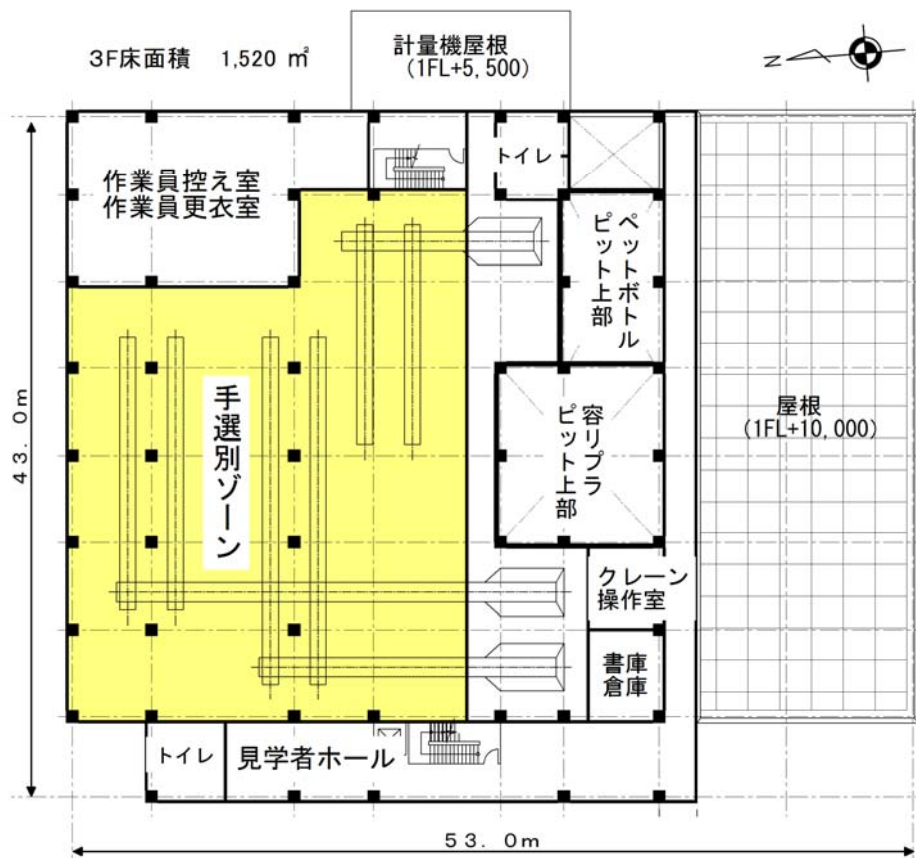 3F床面積 1,520 ㎡
計量機屋根
(1FL+5,500)
N
トイレ
作業員控え室
作業員更衣室
ペットボトル
ピット上部
手選別ゾーン
容リプラ
ピット上部
屋根
(1FL+10,000)
43.0m
クレーン
操作室
書庫
倉庫
トイレ
見学者ホール
53.0m